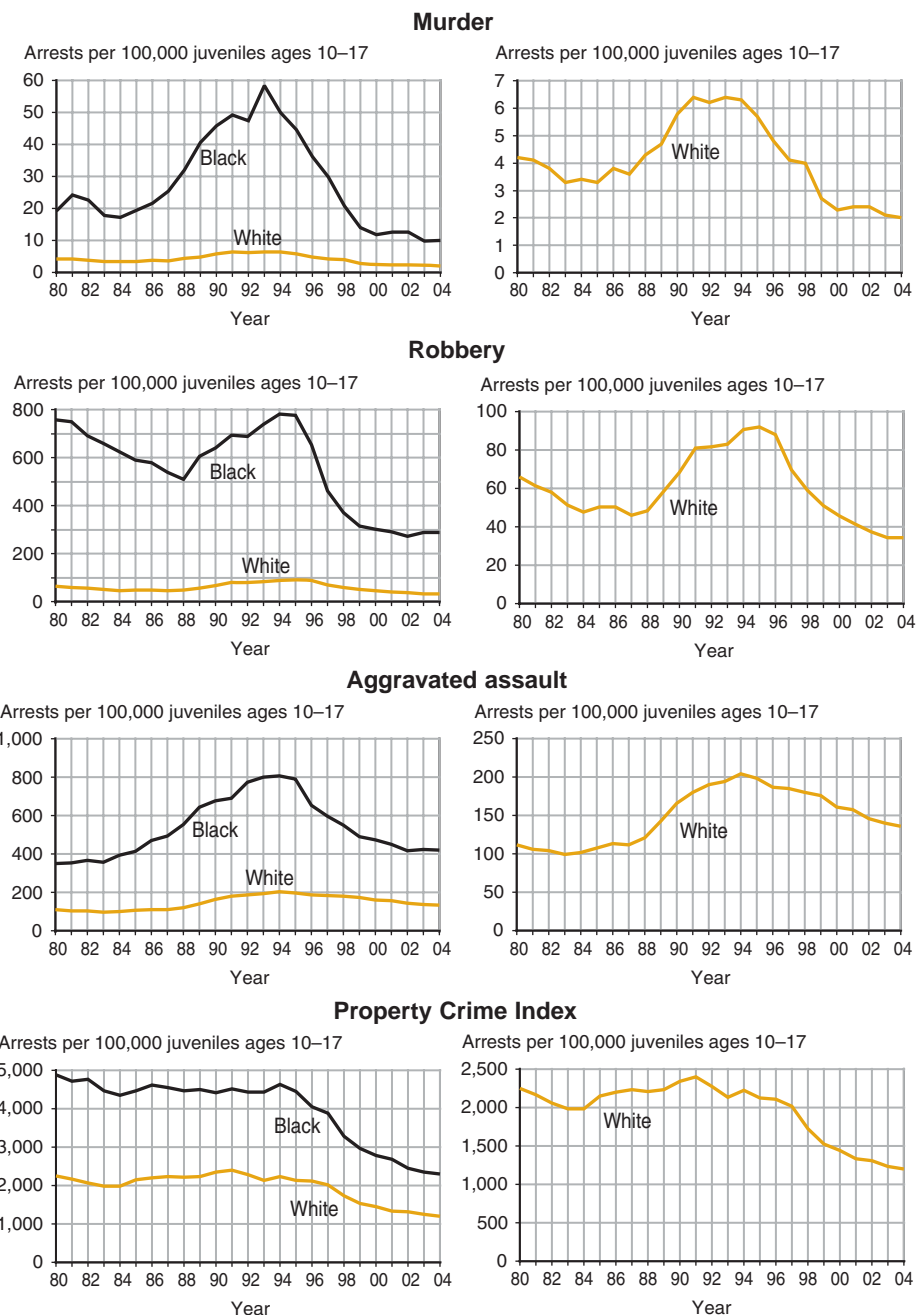 Murder
Arrests per 100,000 juveniles ages 10–17
60
50
40
30
20
10
0
Black
White
80 82 84 86 88 90 92 94 96 98 00 02 04
Year
Arrests per 100,000 juveniles ages 10–17
7
6
5
4
3
2
1
0
White
80 82 84 86 88 90 92 94 96 98 00 02 04
Year
Robbery
Arrests per 100,000 juveniles ages 10–17
800
600
400
200
0
Black
White
80 82 84 86 88 90 92 94 96 98 00 02 04
Year
Arrests per 100,000 juveniles ages 10–17
100
80
60
40
20
0
White
80 82 84 86 88 90 92 94 96 98 00 02 04
Year
Aggravated assault
Arrests per 100,000 juveniles ages 10–17
1,000
800
600
400
200
0
Black
White
80 82 84 86 88 90 92 94 96 98 00 02 04
Year
Arrests per 100,000 juveniles ages 10–17
250
200
150
100
50
0
White
80 82 84 86 88 90 92 94 96 98 00 02 04
Year
Property Crime Index
Arrests per 100,000 juveniles ages 10–17
5,000
4,000
3,000
2,000
1,000
0
Black
White
80 82 84 86 88 90 92 94 96 98 00 02 04
Year
Arrests per 100,000 juveniles ages 10–17
2,500
2,000
1,500
1,000
500
0
White
80 82 84 86 88 90 92 94 96 98 00 02 04
Year